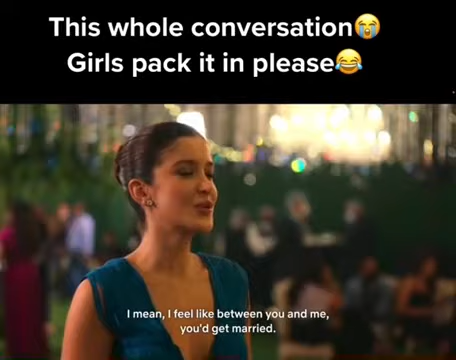 This whole conversation😭
Girls pack it in please😂
I mean, I feel like between you and me,
you'd get married.